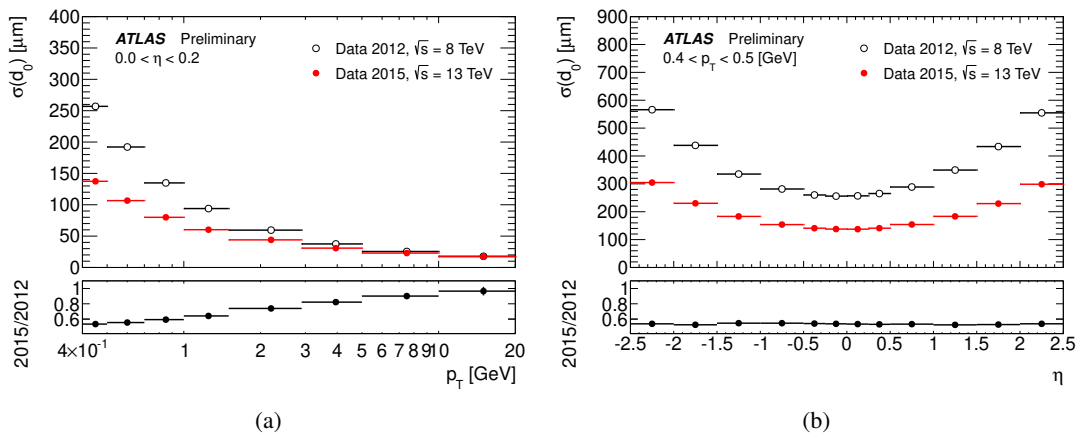 ATLAS Preliminary
0.0 < η < 0.2
Data 2012, √s = 8 TeV
Data 2015, √s = 13 TeV
σ(d0) [μm]
400
350
300
250
200
150
100
50
0
2015/2012
1
0.8
0.6
4×10⁻¹ 1 2 3 4 5 6 7 8 9 10 20
pT [GeV]
(a)
ATLAS Preliminary
0.4 < pT < 0.5 [GeV]
Data 2012, √s = 8 TeV
Data 2015, √s = 13 TeV
σ(d0) [μm]
900
800
700
600
500
400
300
200
100
0
2015/2012
1
0.8
0.6
-2.5 -2 -1.5 -1 -0.5 0 0.5 1 1.5 2 2.5
η
(b)